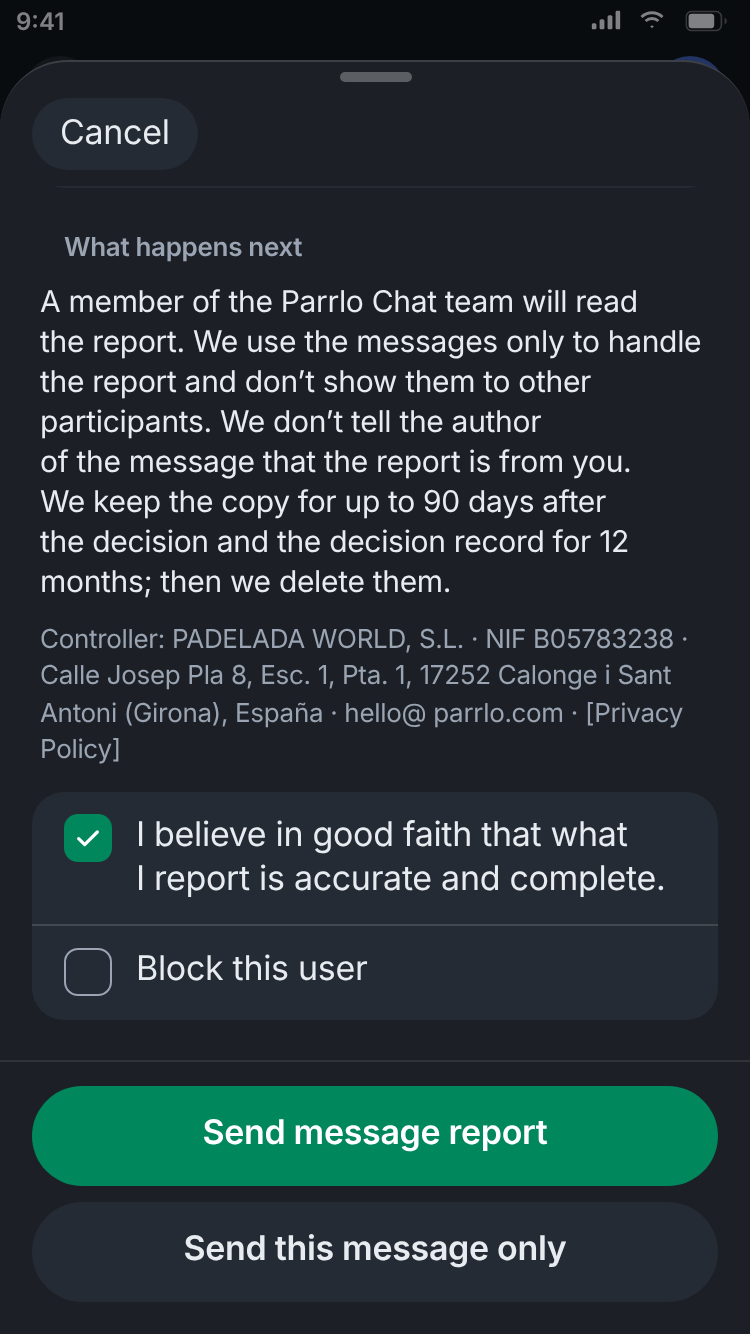 9:41
Cancel
What happens next
A member of the Parrlo Chat team will read
the report. We use the messages only to handle
the report and don’t show them to other
participants. We don’t tell the author
of the message that the report is from you.
We keep the copy for up to 90 days after
the decision and the decision record for 12
months; then we delete them.
Controller: PADELADA WORLD, S.L. · NIF B05783238 ·
Calle Josep Pla 8, Esc. 1, Pta. 1, 17252 Calonge i Sant
Antoni (Girona), España · hello@ parrlo.com · [Privacy
Policy]
I believe in good faith that what
I report is accurate and complete.
Block this user
Send message report
Send this message only